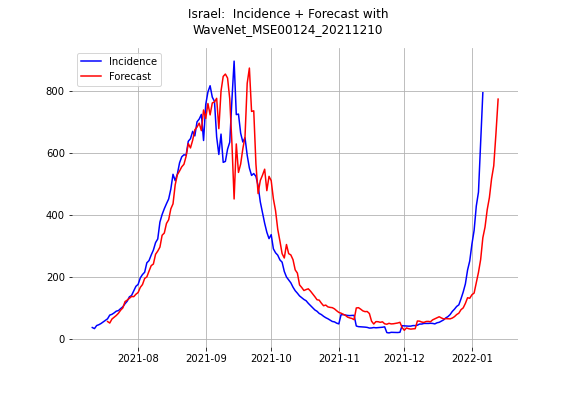 Israel:  Incidence + Forecast with
WaveNet_MSE00124_20211210
Incidence
Forecast
800
600
400
200
0
2021-08 2021-09 2021-10 2021-11 2021-12 2022-01